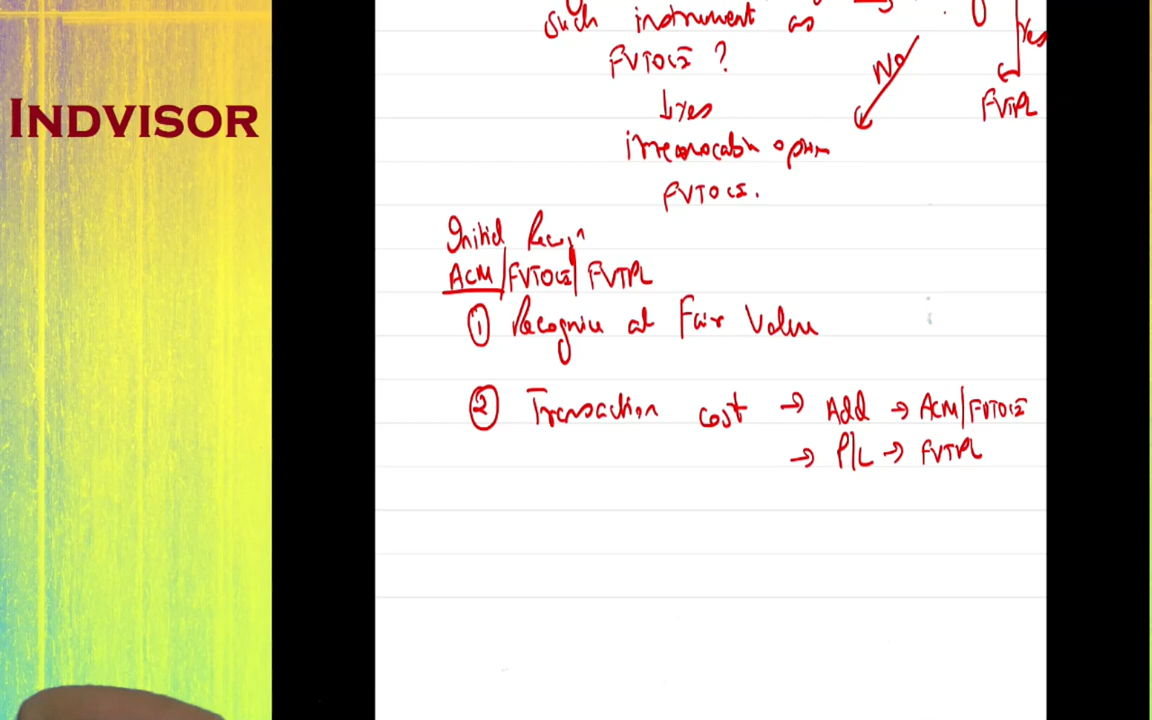 INDVISOR
such instrument as
FVTOCI ?
Yes
No
↓Yes
FVTPL
irrevocable option
FVTOCI.
Initial Recgn
ACM/FVTOCI/FVTPL
① Recognise at Fair Value
② Transaction cost → Add → ACM/FVTOCI
→ P/L → FVTPL